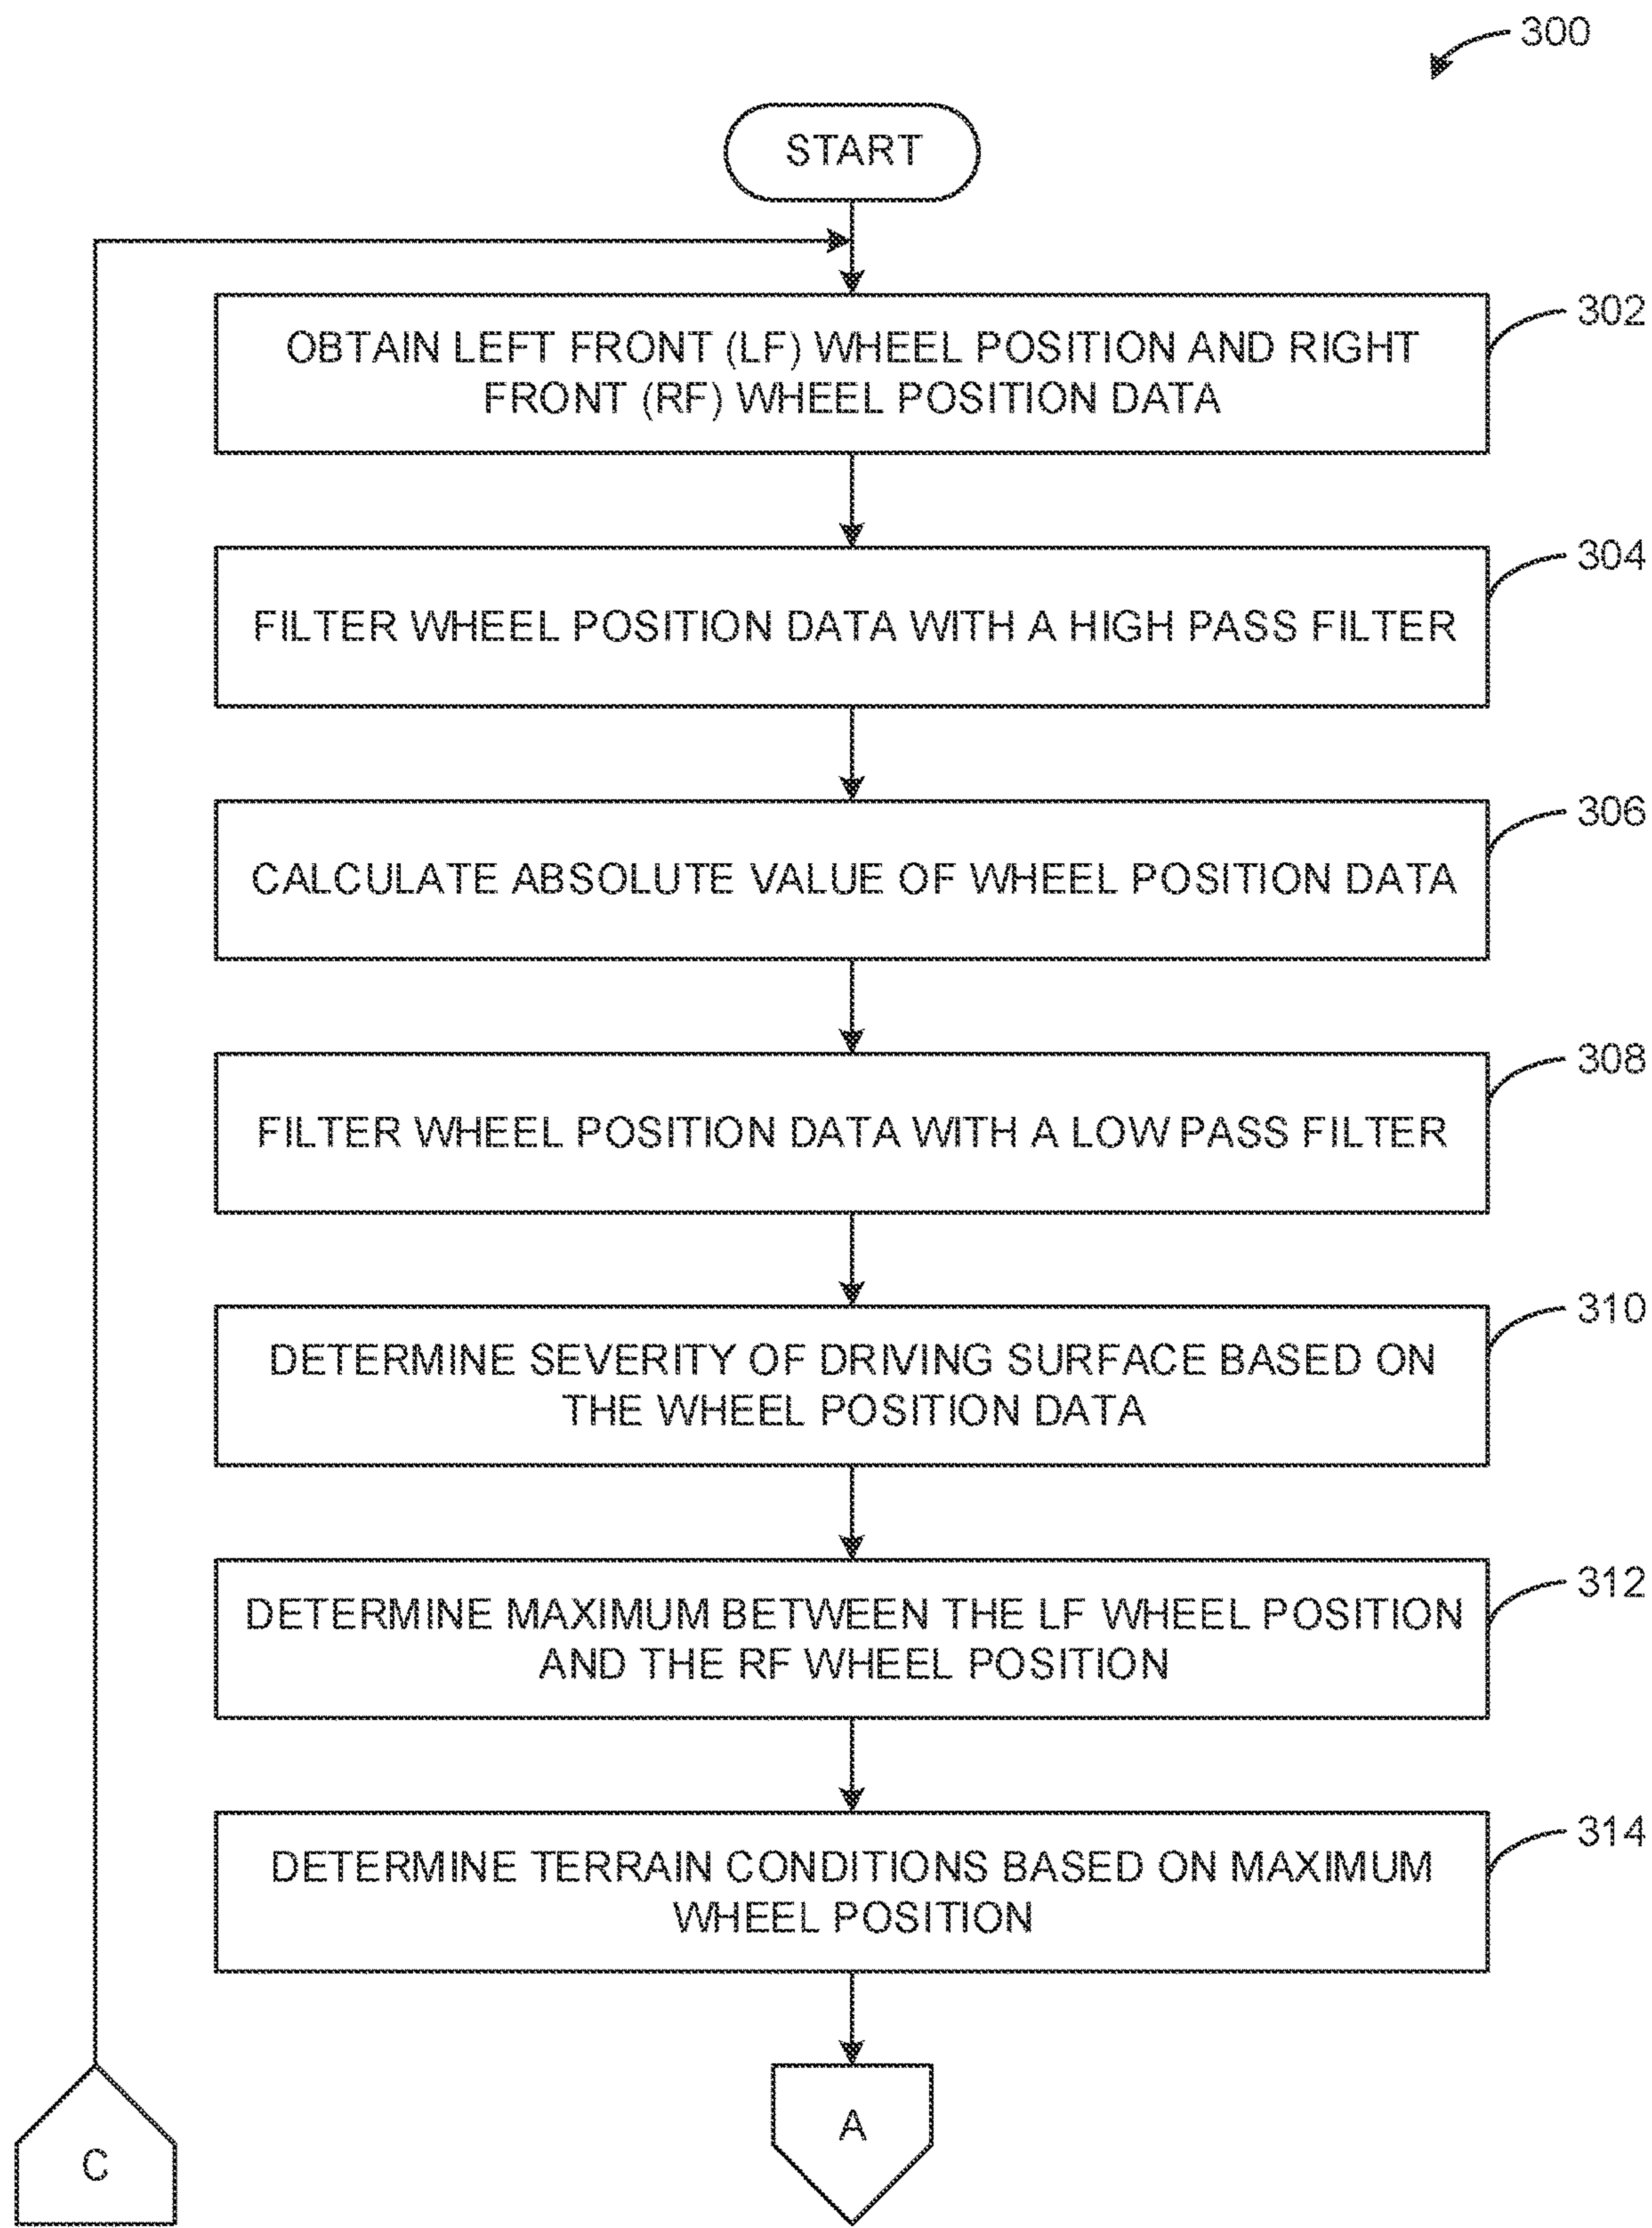 300
START
302
OBTAIN LEFT FRONT (LF) WHEEL POSITION AND RIGHT
FRONT (RF) WHEEL POSITION DATA
304
FILTER WHEEL POSITION DATA WITH A HIGH PASS FILTER
306
CALCULATE ABSOLUTE VALUE OF WHEEL POSITION DATA
308
FILTER WHEEL POSITION DATA WITH A LOW PASS FILTER
310
DETERMINE SEVERITY OF DRIVING SURFACE BASED ON
THE WHEEL POSITION DATA
312
DETERMINE MAXIMUM BETWEEN THE LF WHEEL POSITION
AND THE RF WHEEL POSITION
314
DETERMINE TERRAIN CONDITIONS BASED ON MAXIMUM
WHEEL POSITION
A
C